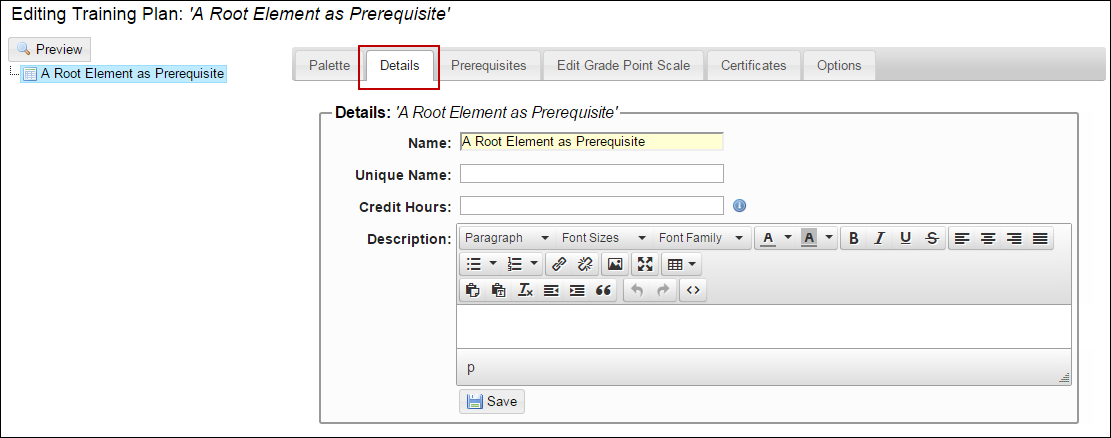 Editing Training Plan: 'A Root Element as Prerequisite'
Preview
A Root Element as Prerequisite
Palette Details Prerequisites Edit Grade Point Scale Certificates Options
Details: 'A Root Element as Prerequisite'
Name: A Root Element as Prerequisite
Unique Name:
Credit Hours: i
Description: Paragraph Font Sizes Font Family A A B I U S
p
Save